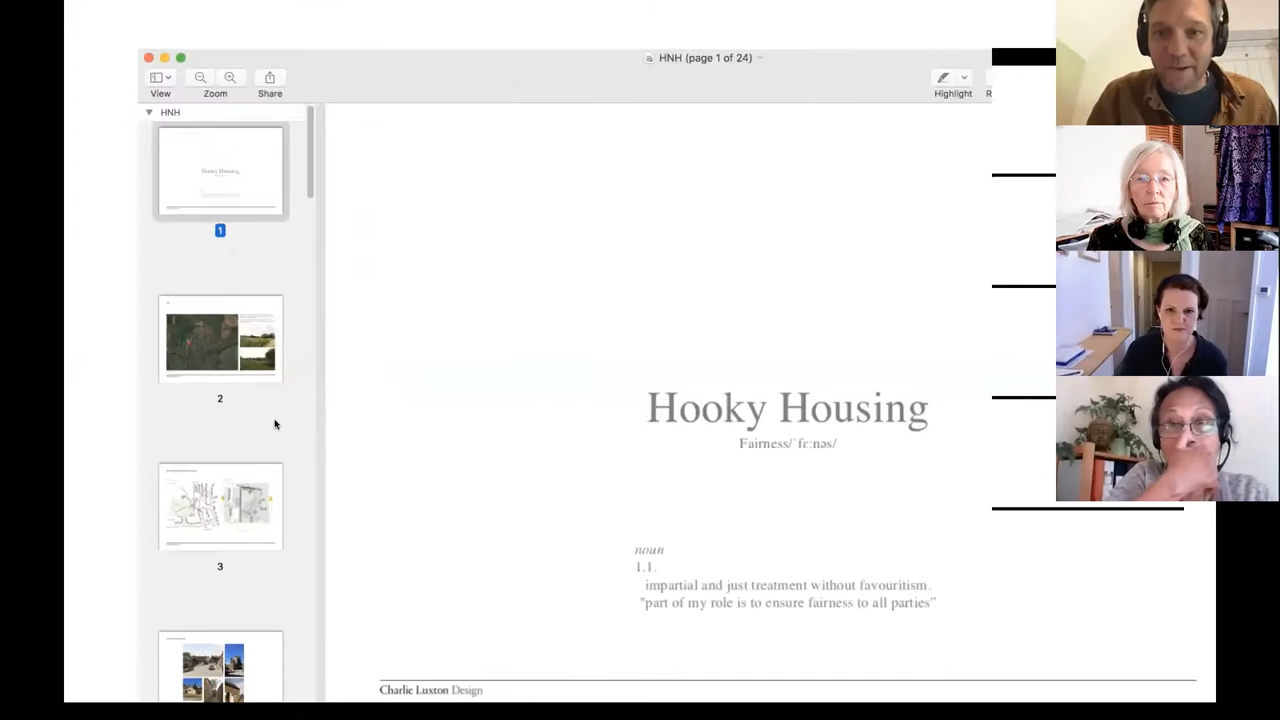 HNH (page 1 of 24)
View
Zoom
Share
Highlight
R
HNH
Hooky Housing
1
2
3
Hooky Housing
Fairness/ˈfɛːnəs/
noun
1.1.
impartial and just treatment without favouritism.
"part of my role is to ensure fairness to all parties”
Charlie Luxton Design